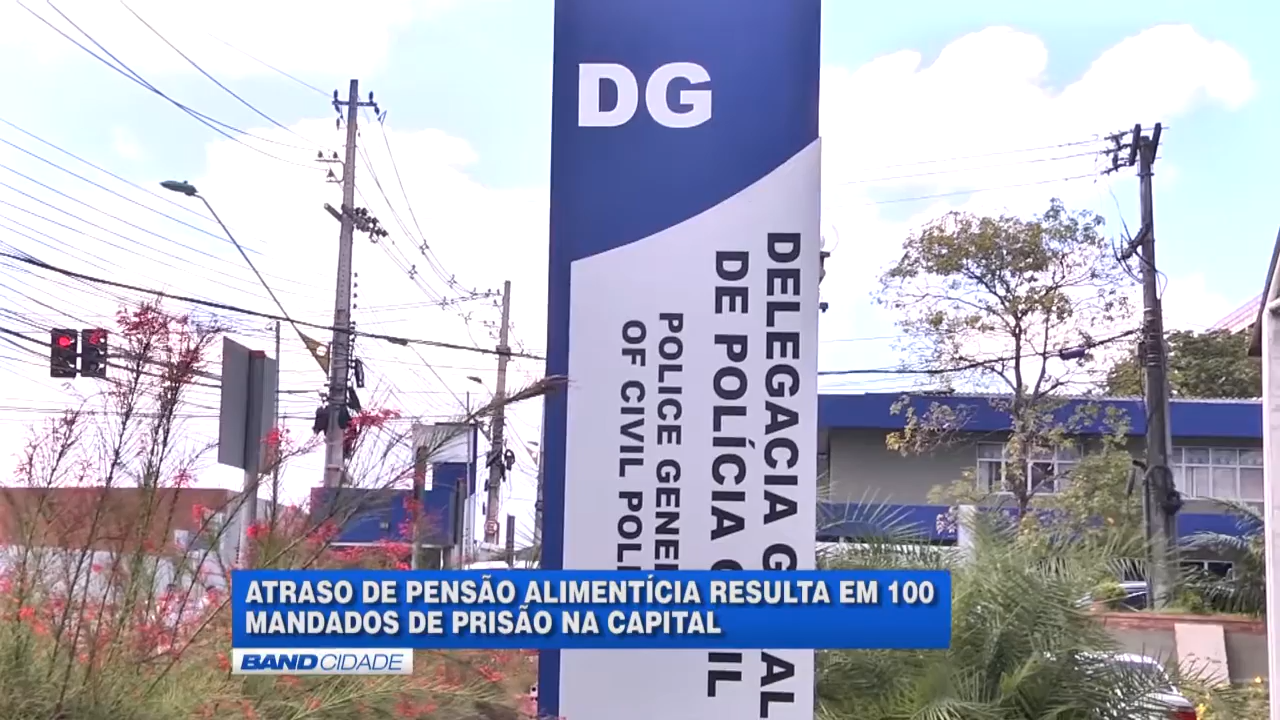 DG
DELEGACIA G
DE POLÍCIA
POLICE GENE
OF CIVIL POL
ATRASO DE PENSÃO ALIMENTÍCIA RESULTA EM 100
MANDADOS DE PRISÃO NA CAPITAL
BAND CIDADE